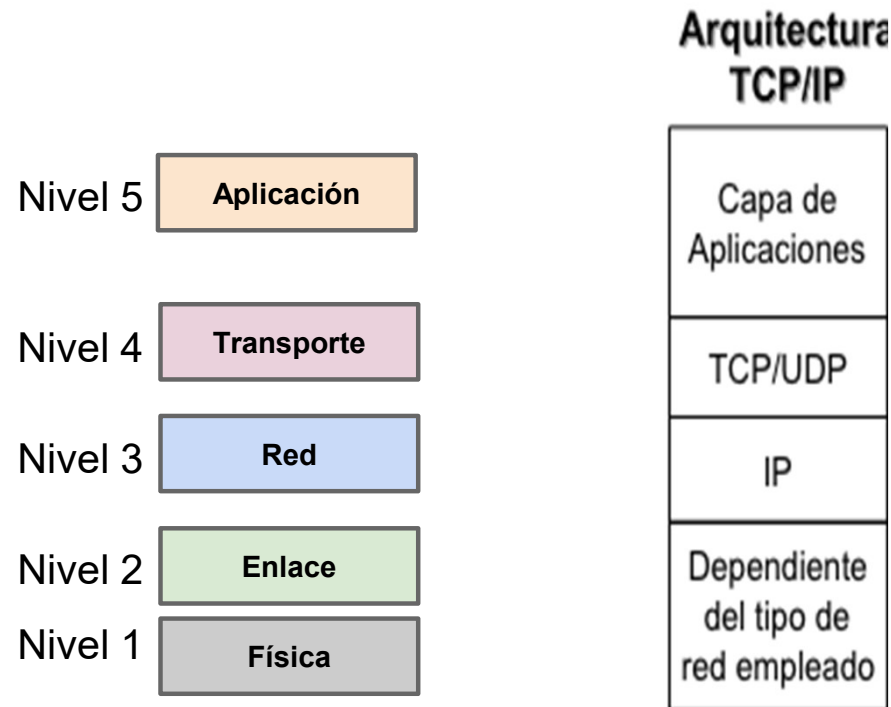 Arquitectura
TCP/IP
Nivel 5
Aplicación
Capa de
Aplicaciones
Nivel 4
Transporte
TCP/UDP
Nivel 3
Red
IP
Nivel 2
Enlace
Dependiente
del tipo de
red empleado
Nivel 1
Física